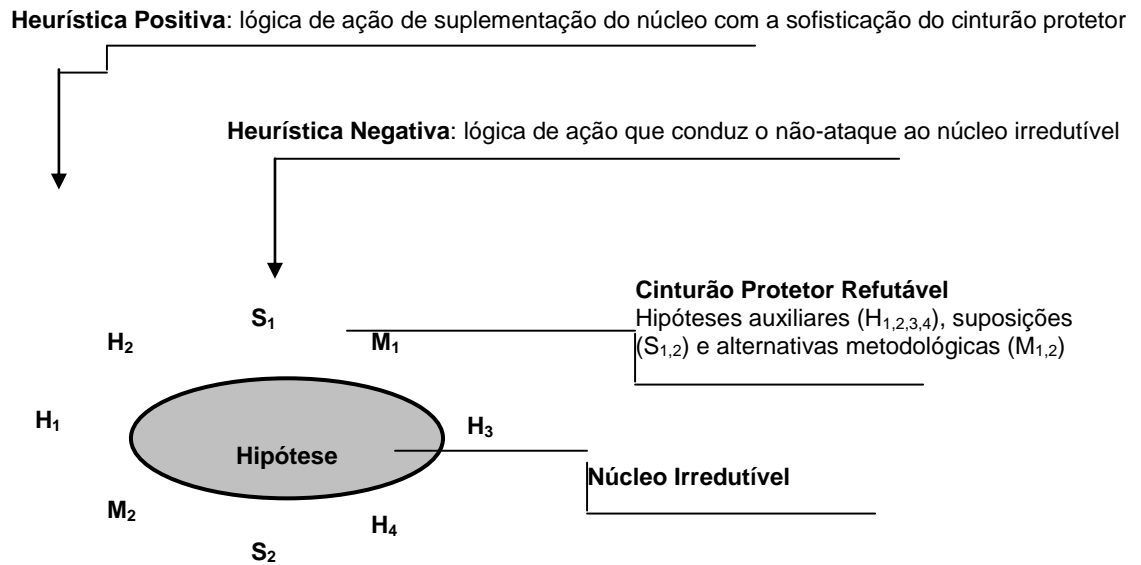 Heurística Positiva: lógica de ação de suplementação do núcleo com a sofisticação do cinturão protetor
Heurística Negativa: lógica de ação que conduz o não-ataque ao núcleo irredutível
Cinturão Protetor Refutável
Hipóteses auxiliares (H1,2,3,4), suposições
(S1,2) e alternativas metodológicas (M1,2)
S1
H2
M1
H1
H3
Hipótese
Núcleo Irredutível
M2
H4
S2